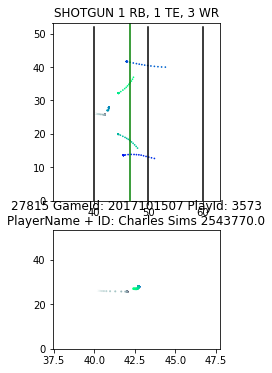 SHOTGUN 1 RB, 1 TE, 3 WR
50
40
30
20
10
0
40 50 60
27815 GameId: 2017101507 PlayId: 3573
PlayerName + ID: Charles Sims 2543770.0
40
20
0
37.5 40.0 42.5 45.0 47.5